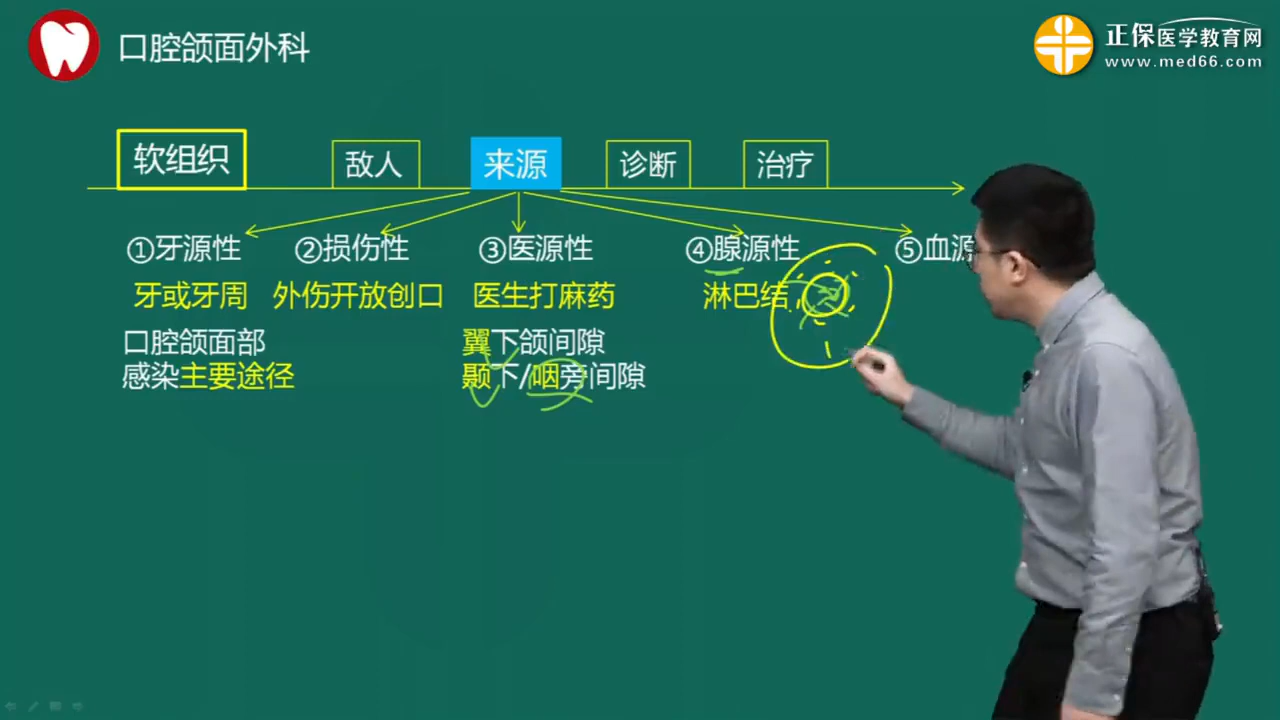 口腔颌面外科
正保医学教育网
www.med66.com
软组织
敌人
来源
诊断
治疗
①牙源性
②损伤性
③医源性
④腺源性
⑤血源
牙或牙周
外伤开放创口
医生打麻药
淋巴结
口腔颌面部
感染主要途径
翼下颌间隙
颞下/咽旁间隙